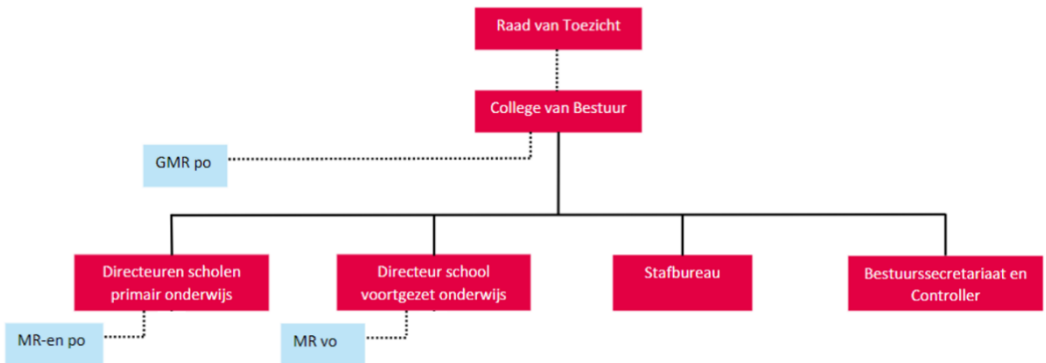 Raad van Toezicht
College van Bestuur
GMR po
Directeuren scholen
primair onderwijs
Directeur school
voortgezet onderwijs
Stafbureau
Bestuurssecretariaat en
Controller
MR-en po
MR vo